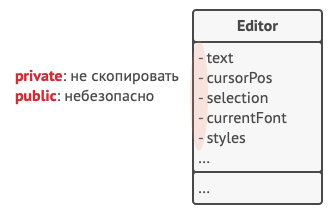 Editor
private: не скопировать
public: небезопасно
- text
- cursorPos
- selection
- currentFont
- styles
...
...